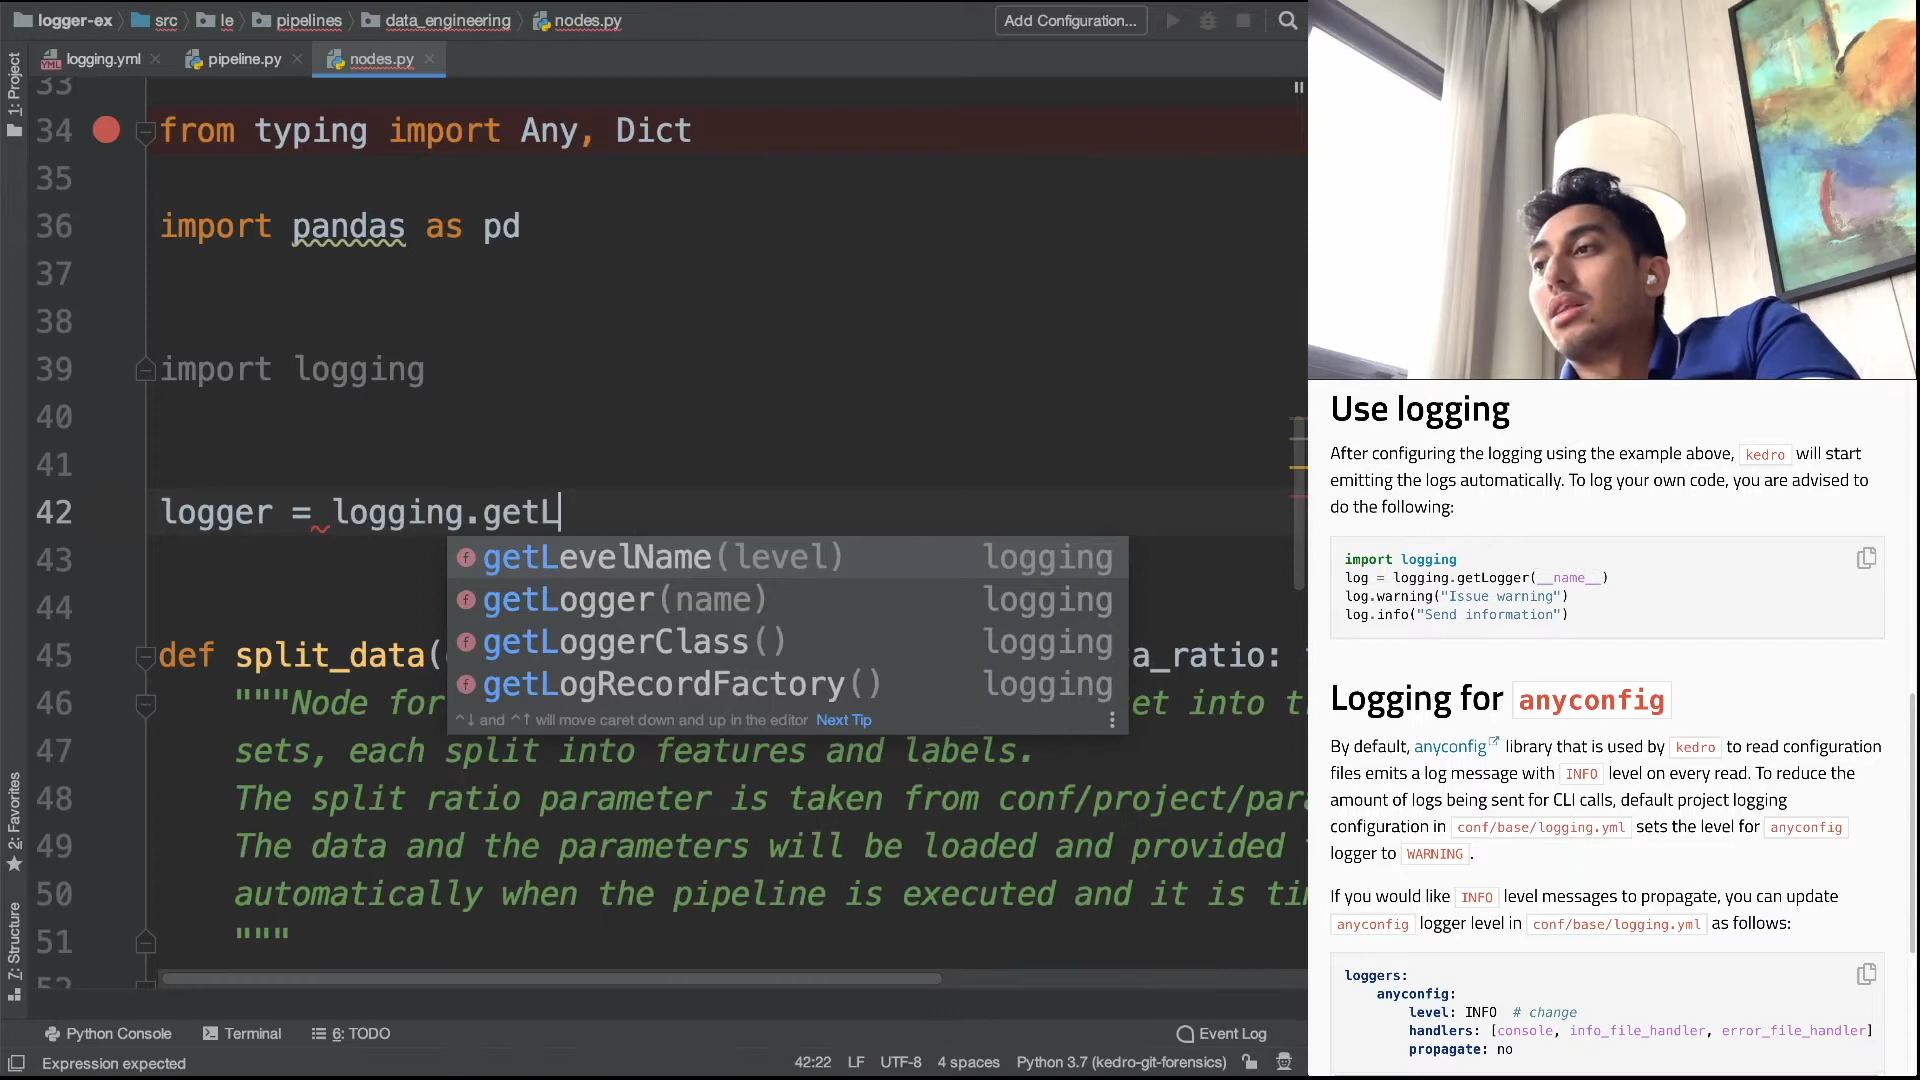 logger-ex src le pipelines data_engineering nodes.py Add Configuration...
logging.yml pipeline.py nodes.py
1: Project
33
34 from typing import Any, Dict
35
36 import pandas as pd
37
38
39 import logging
40
41
42 logger = logging.getL
43 getLevelName(level) logging
44 getLogger(name) logging
getLoggerClass() logging
getLogRecordFactory() logging
^↓ and ^↑ will move caret down and up in the editor Next Tip
45 def split_data( a_ratio:
46 """Node for et into t
47 sets, each split into features and labels.
48 The split ratio parameter is taken from conf/project/par
49 The data and the parameters will be loaded and provided
50 automatically when the pipeline is executed and it is ti
51 """
52
2: Favorites
7: Structure
Python Console Terminal 6: TODO Event Log
Expression expected 42:22 LF UTF-8 4 spaces Python 3.7 (kedro-git-forensics)
Use logging
After configuring the logging using the example above, kedro will start
emitting the logs automatically. To log your own code, you are advised to
do the following:
import logging
log = logging.getLogger(__name__)
log.warning("Issue warning")
log.info("Send information")
Logging for anyconfig
By default, anyconfig library that is used by kedro to read configuration
files emits a log message with INFO level on every read. To reduce the
amount of logs being sent for CLI calls, default project logging
configuration in conf/base/logging.yml sets the level for anyconfig
logger to WARNING.
If you would like INFO level messages to propagate, you can update
anyconfig logger level in conf/base/logging.yml as follows:
loggers:
anyconfig:
level: INFO # change
handlers: [console, info_file_handler, error_file_handler]
propagate: no